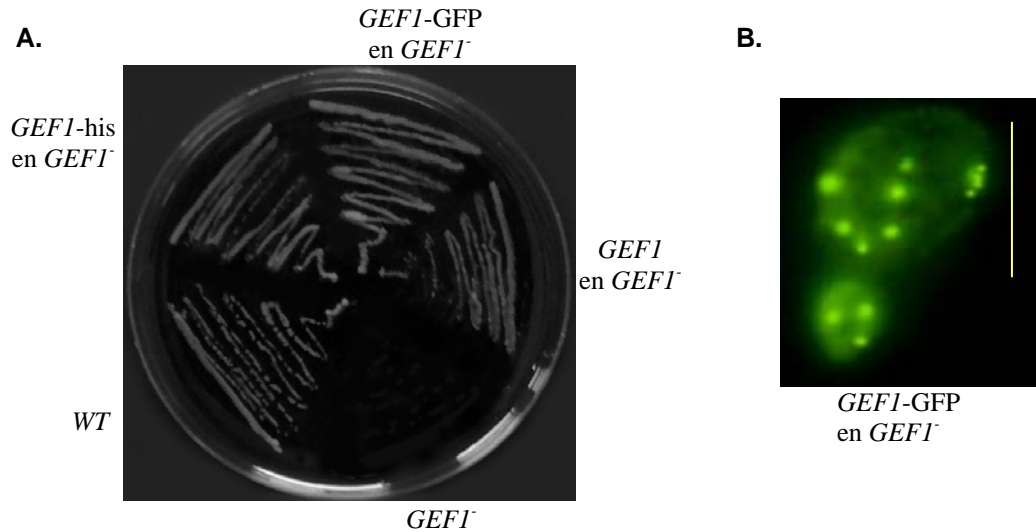 A.
GEF1-GFP
en GEF1⁻
B.
GEF1-his
en GEF1⁻
GEF1
en GEF1⁻
WT
GEF1⁻
GEF1-GFP
en GEF1⁻